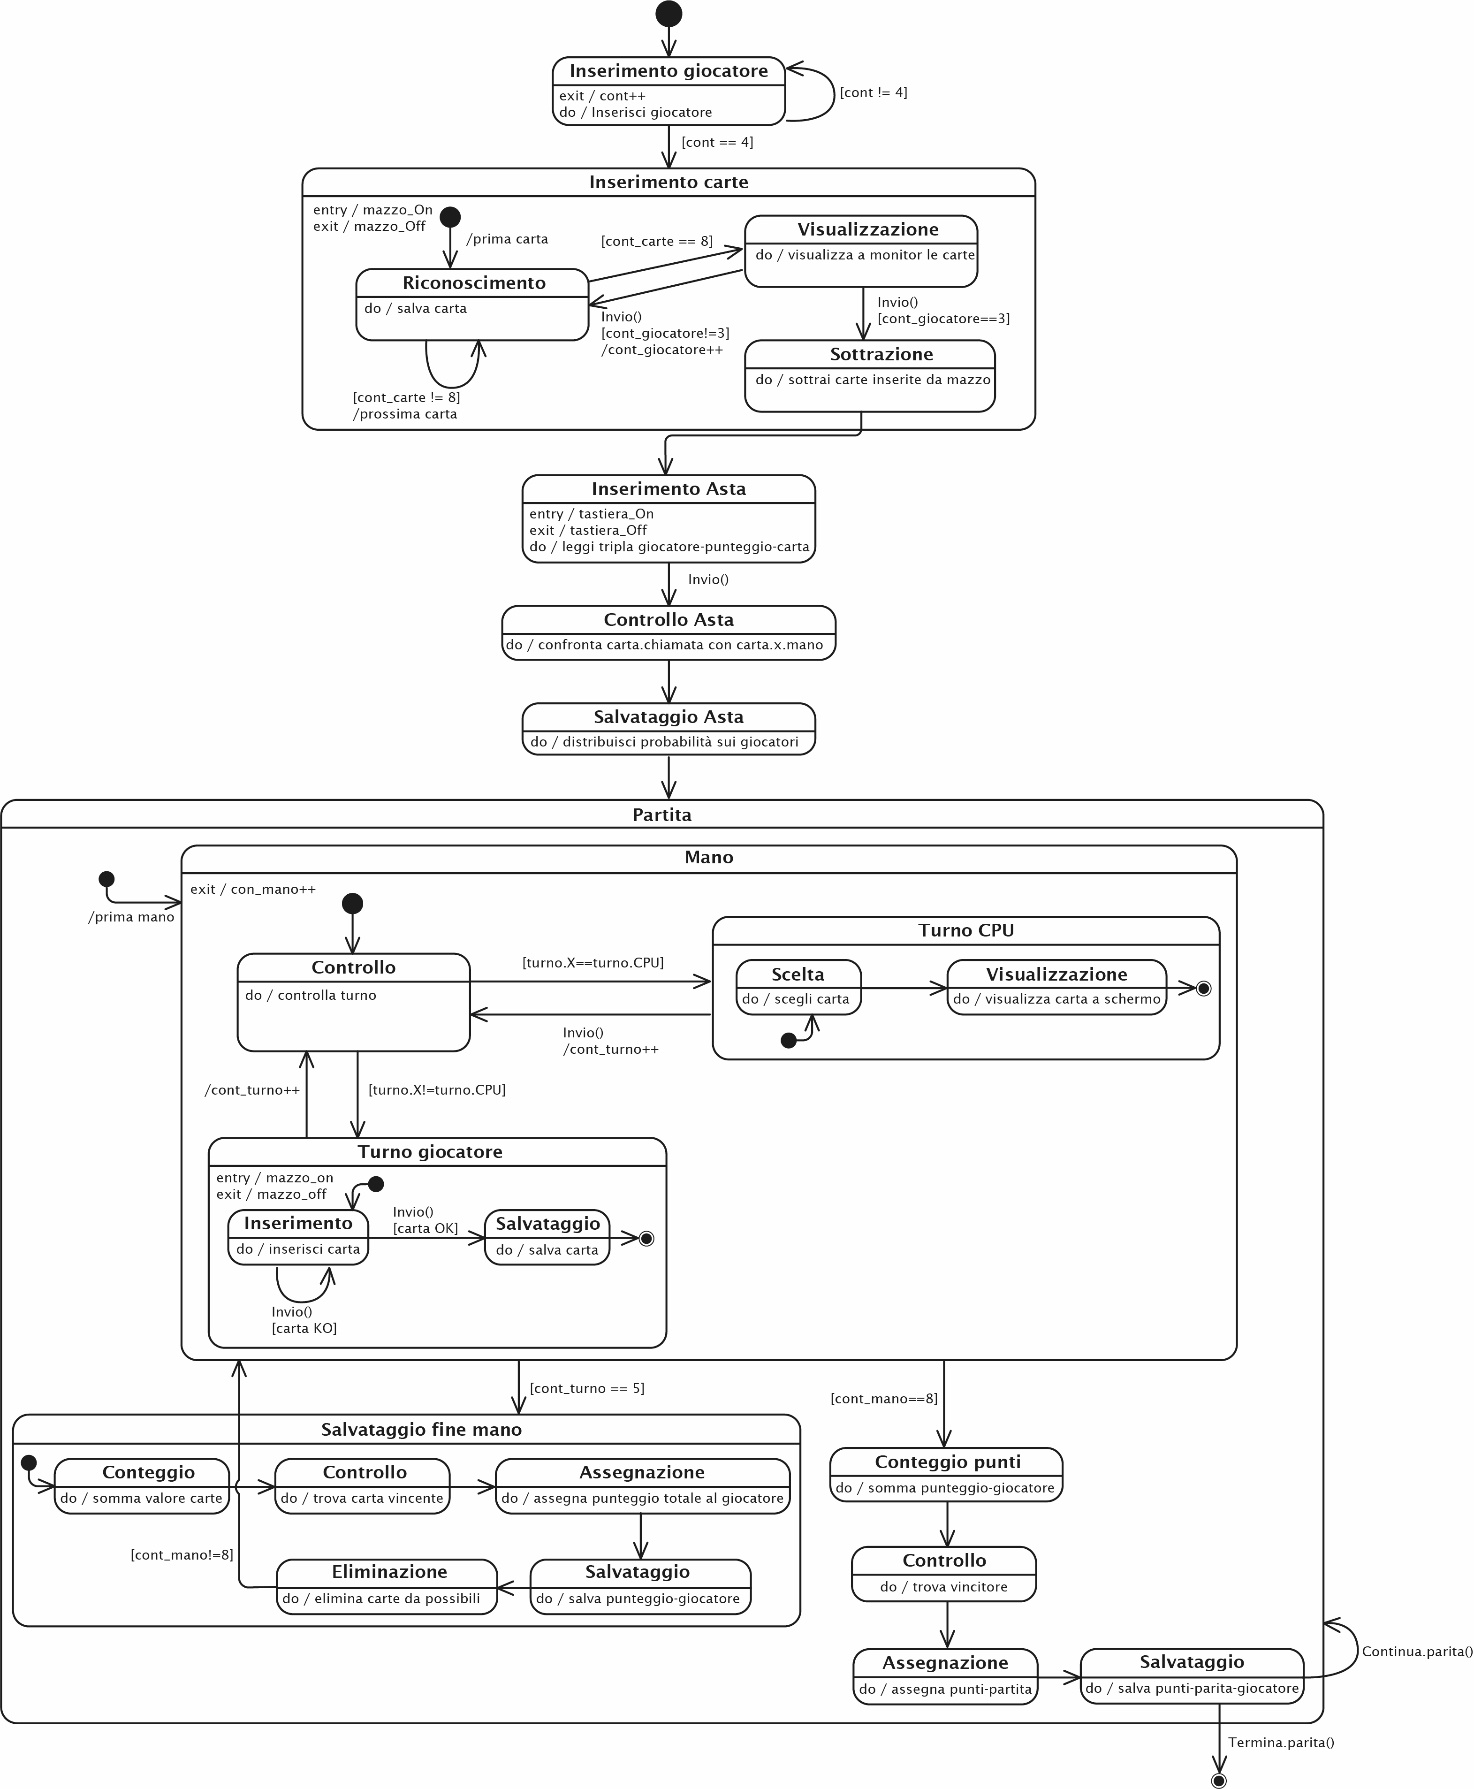 Inserimento giocatore
exit / cont++
do / Inserisci giocatore
[cont != 4]
[cont == 4]
Inserimento carte
entry / mazzo_On
exit / mazzo_Off
/prima carta
[cont_carte == 8]
Visualizzazione
do / visualizza a monitor le carte
Riconoscimento
do / salva carta
Invio()
[cont_giocatore!=3]
/cont_giocatore++
Invio()
[cont_giocatore==3]
Sottrazione
do / sottrai carte inserite da mazzo
[cont_carte != 8]
/prossima carta
Inserimento Asta
entry / tastiera_On
exit / tastiera_Off
do / leggi tripla giocatore-punteggio-carta
Invio()
Controllo Asta
do / confronta carta.chiamata con carta.x.mano
Salvataggio Asta
do / distribuisci probabilità sui giocatori
Partita
Mano
/prima mano
exit / con_mano++
Controllo
do / controlla turno
[turno.X==turno.CPU]
Invio()
/cont_turno++
Turno CPU
Scelta
do / scegli carta
Visualizzazione
do / visualizza carta a schermo
/cont_turno++
[turno.X!=turno.CPU]
Turno giocatore
entry / mazzo_on
exit / mazzo_off
Inserimento
do / inserisci carta
Invio()
[carta OK]
Salvataggio
do / salva carta
Invio()
[carta KO]
[cont_turno == 5]
[cont_mano==8]
Salvataggio fine mano
Conteggio
do / somma valore carte
Controllo
do / trova carta vincente
Assegnazione
do / assegna punteggio totale al giocatore
[cont_mano!=8]
Eliminazione
do / elimina carte da possibili
Salvataggio
do / salva punteggio-giocatore
Conteggio punti
do / somma punteggio-giocatore
Controllo
do / trova vincitore
Assegnazione
do / assegna punti-partita
Salvataggio
do / salva punti-parita-giocatore
Continua.parita()
Termina.parita()